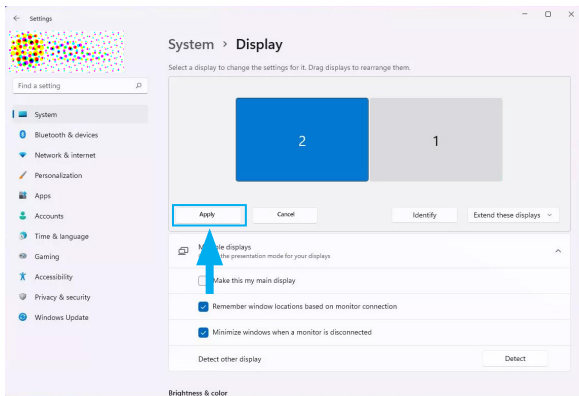 Settings
System > Display
Select a display to change the settings for it. Drag displays to rearrange them.
Find a setting
System
Bluetooth & devices
Network & internet
Personalization
Apps
Accounts
Time & language
Gaming
Accessibility
Privacy & security
Windows Update
2
1
Apply
Cancel
Identify
Extend these displays
displays
the presentation mode for your displays
Make this my main display
Remember window locations based on monitor connection
Minimize windows when a monitor is disconnected
Detect other display
Detect
Brightness & color